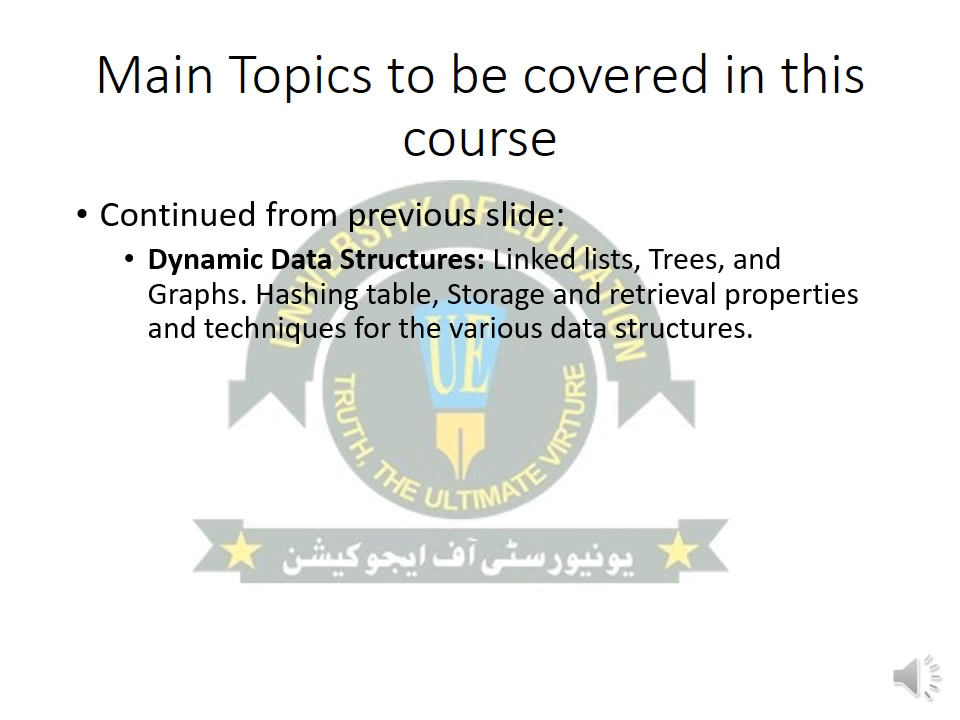 Main Topics to be covered in this
course
• Continued from previous slide:
• Dynamic Data Structures: Linked lists, Trees, and
Graphs. Hashing table, Storage and retrieval properties
and techniques for the various data structures.
UNIVERSITY OF EDUCATION
UE
TRUTH, THE ULTIMATE VIRTURE
یونیورسٹی آف ایجوکیشن